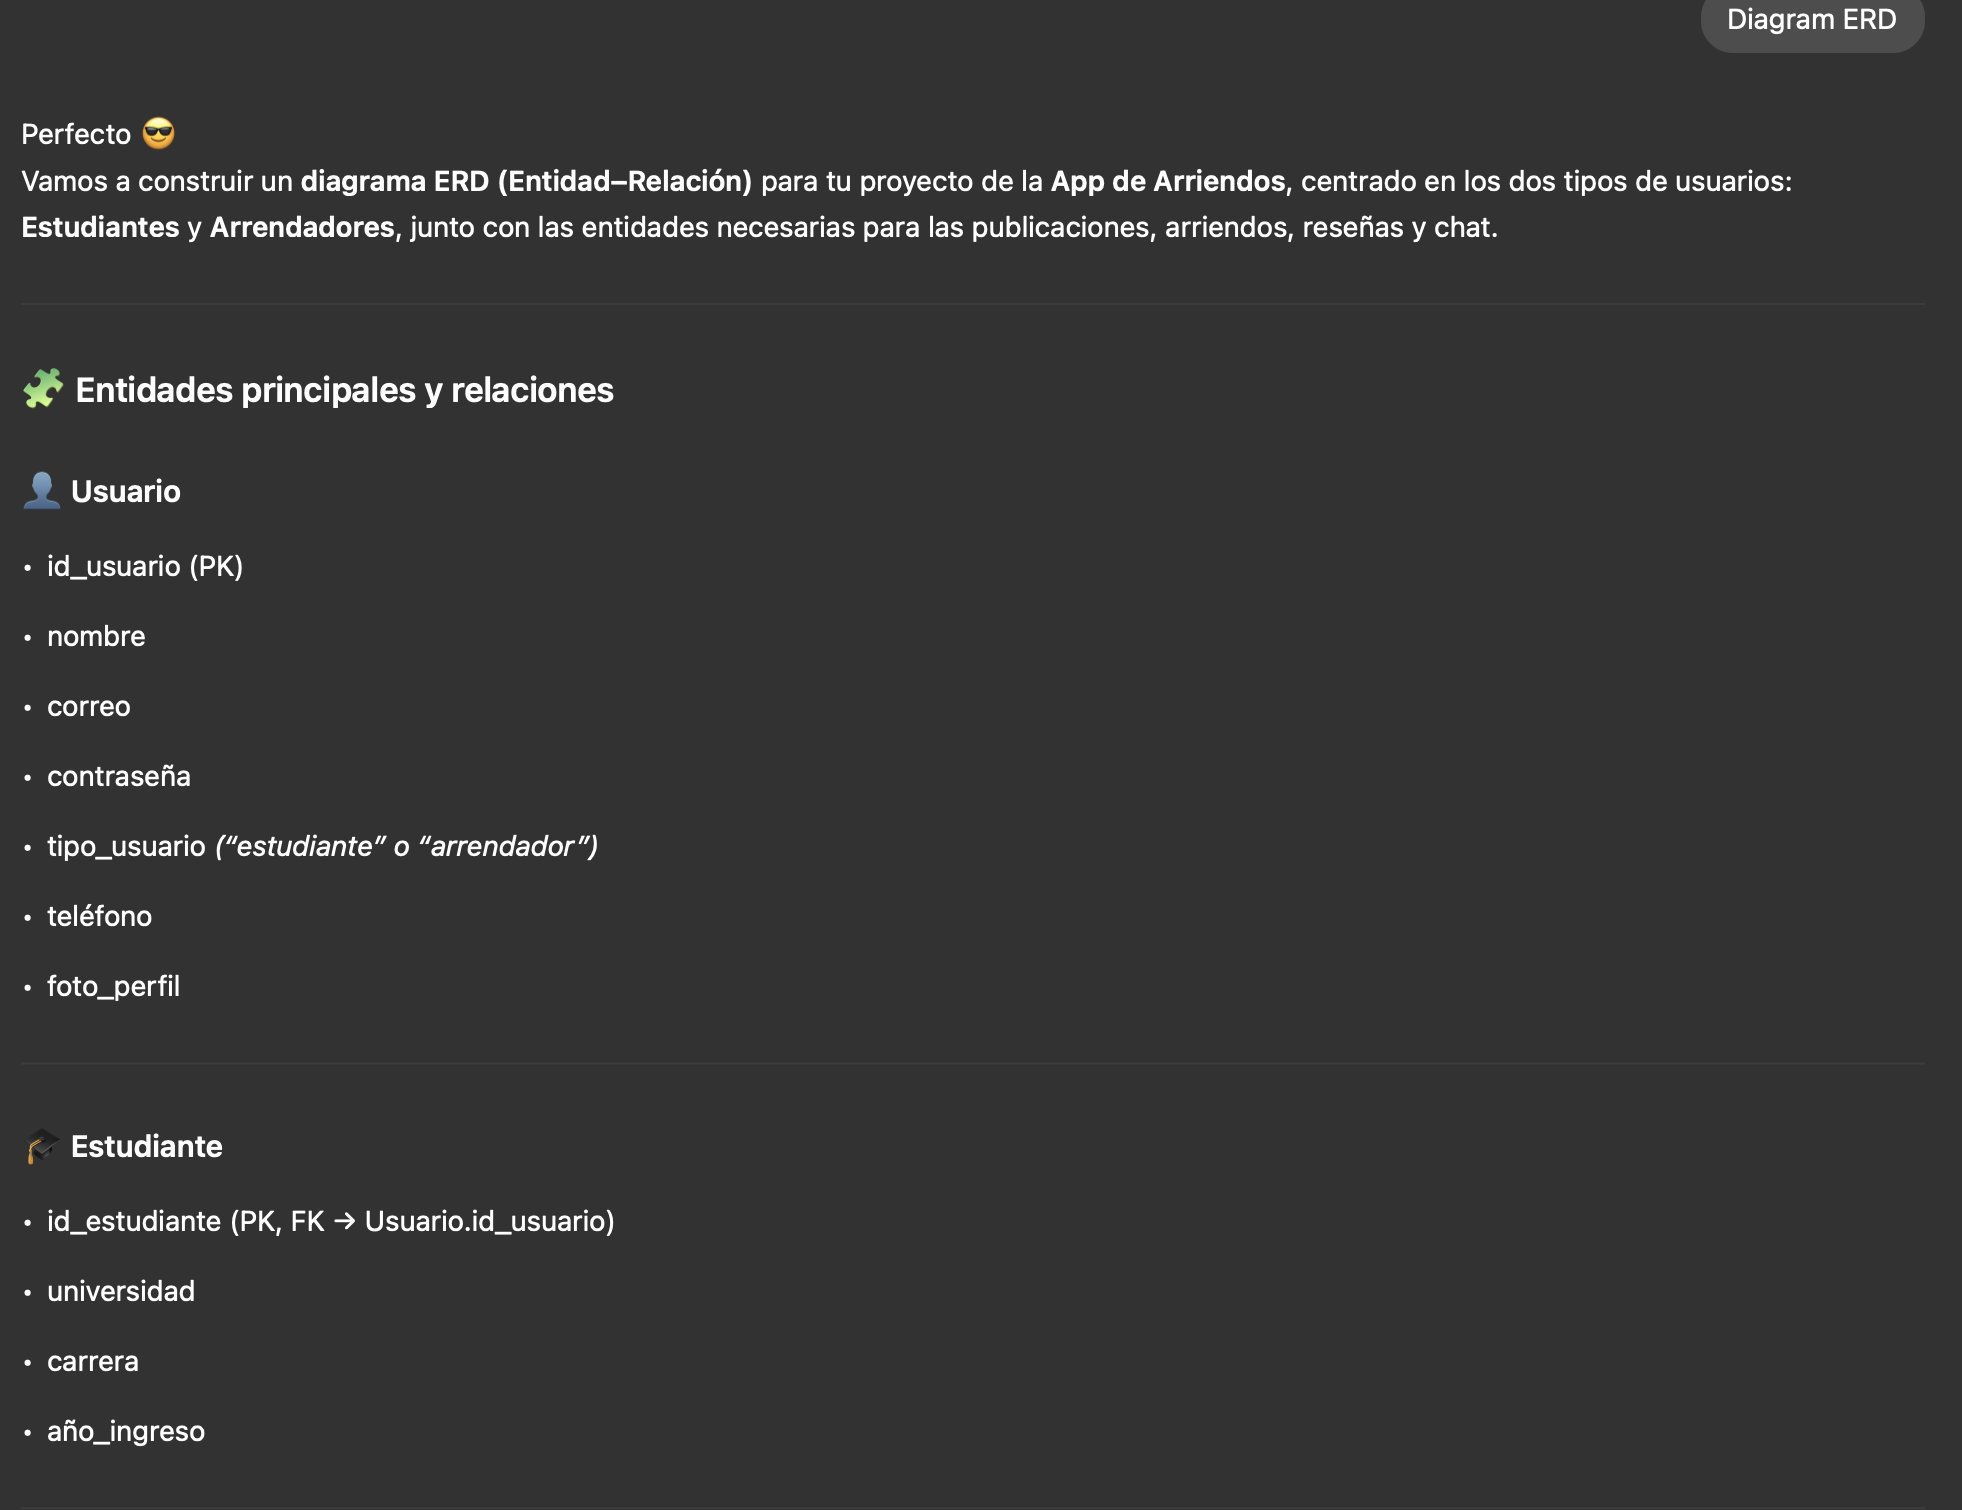 Diagram ERD
Perfecto 😎
Vamos a construir un diagrama ERD (Entidad–Relación) para tu proyecto de la App de Arriendos, centrado en los dos tipos de usuarios:
Estudiantes y Arrendadores, junto con las entidades necesarias para las publicaciones, arriendos, reseñas y chat.
🧩 Entidades principales y relaciones
👤 Usuario
• id_usuario (PK)
• nombre
• correo
• contraseña
• tipo_usuario (“estudiante” o “arrendador”)
• teléfono
• foto_perfil
🎓 Estudiante
• id_estudiante (PK, FK → Usuario.id_usuario)
• universidad
• carrera
• año_ingreso